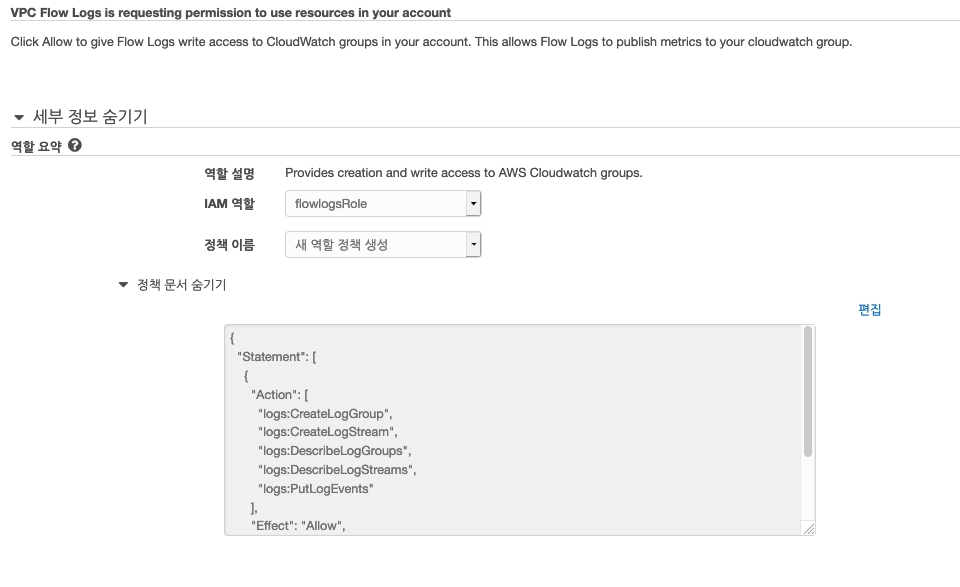 VPC Flow Logs is requesting permission to use resources in your account
Click Allow to give Flow Logs write access to CloudWatch groups in your account. This allows Flow Logs to publish metrics to your cloudwatch group.
세부 정보 숨기기
역할 요약 ?
역할 설명 Provides creation and write access to AWS Cloudwatch groups.
IAM 역할 flowlogsRole
정책 이름 새 역할 정책 생성
정책 문서 숨기기
편집
{
"Statement": [
{
"Action": [
"logs:CreateLogGroup",
"logs:CreateLogStream",
"logs:DescribeLogGroups",
"logs:DescribeLogStreams",
"logs:PutLogEvents"
],
"Effect": "Allow",